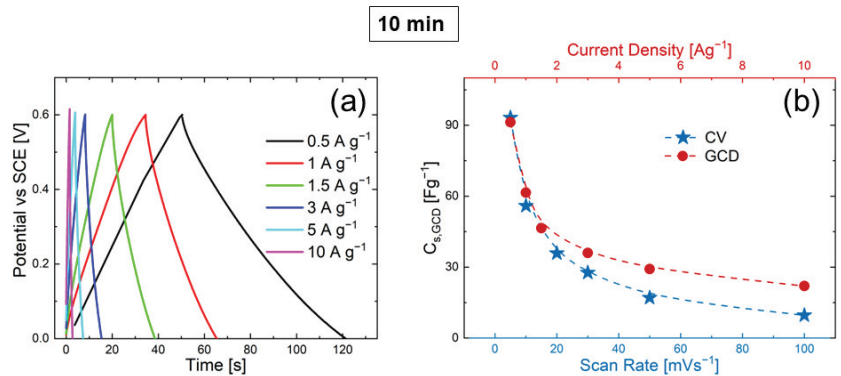 10 min
(a)
Potential vs SCE [V]
0.6
0.4
0.2
0.0
0 20 40 60 80 100 120
Time [s]
0.5 A g⁻¹
1 A g⁻¹
1.5 A g⁻¹
3 A g⁻¹
5 A g⁻¹
10 A g⁻¹
Current Density [Ag⁻¹]
0 2 4 6 8 10
(b)
CV
GCD
C_{s,GCD} [Fg⁻¹]
90
60
30
0
0 20 40 60 80 100
Scan Rate [mVs⁻¹]